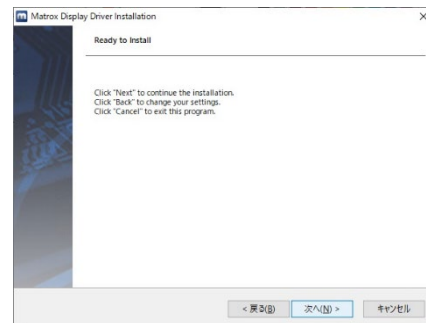 Matrox Display Driver Installation
Ready to Install
Click "Next" to continue the installation.
Click "Back" to change your settings.
Click "Cancel" to exit this program.
< 戻る(B)
次へ(N) >
キャンセル